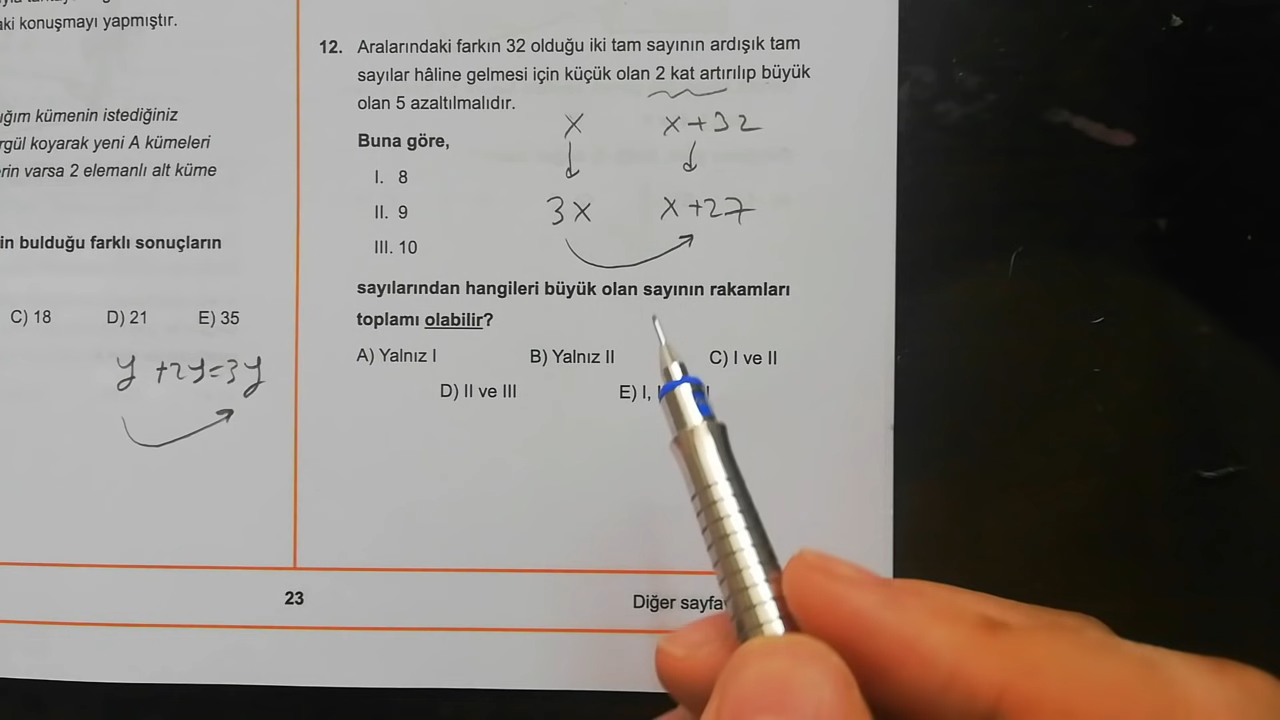 aki konuşmayı yapmıştır.
ığım kümenin istediğiniz
rgül koyarak yeni A kümeleri
erin varsa 2 elemanlı alt küme
in bulduğu farklı sonuçların
C) 18 D) 21 E) 35
y +2y=3y
12. Aralarındaki farkın 32 olduğu iki tam sayının ardışık tam
sayılar hâline gelmesi için küçük olan 2 kat artırılıp büyük
olan 5 azaltılmalıdır.
x x+32
Buna göre,
I. 8
II. 9
3x x+27
III. 10
sayılarından hangileri büyük olan sayının rakamları
toplamı olabilir?
A) Yalnız I B) Yalnız II C) I ve II
D) II ve III E) I,
23
Diğer sayfa